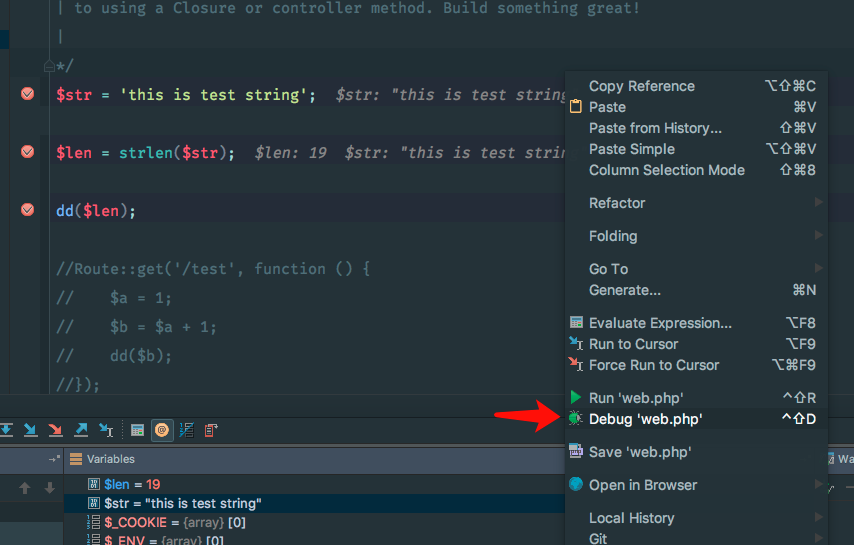 | to using a Closure or controller method. Build something great!
|
*/
$str = 'this is test string';  $str: "this is test string
$len = strlen($str);  $len: 19  $str: "this is test string"
dd($len);
//Route::get('/test', function () {
//    $a = 1;
//    $b = $a + 1;
//    dd($b);
//});
Copy Reference ⌥⇧⌘C
Paste ⌘V
Paste from History... ⇧⌘V
Paste Simple ⌥⇧⌘V
Column Selection Mode ⇧⌘8
Refactor
Folding
Go To
Generate... ⌘N
Evaluate Expression... ⌥F8
Run to Cursor ⌥F9
Force Run to Cursor ⌥⌘F9
Run 'web.php' ^⇧R
Debug 'web.php' ^⇧D
Save 'web.php'
Open in Browser
Local History
Git
Variables
$len = 19
$str = "this is test string"
$_COOKIE = {array} [0]
$_ENV = {array} [0]
Wa